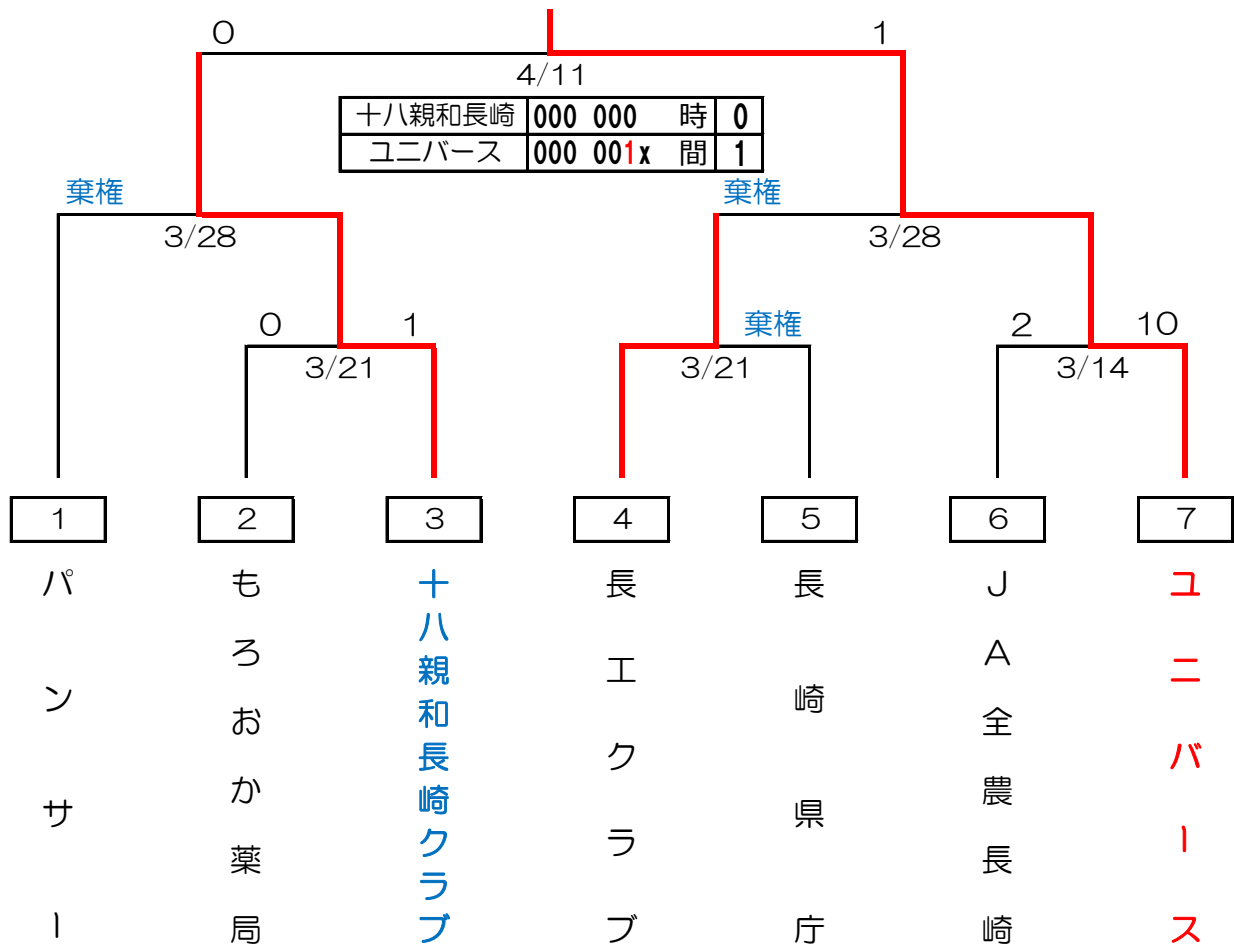 0 1
4/11
十八親和長崎 000 000 時 0
ユニバース 000 001x 間 1
棄権 棄権
3/28 3/28
0 1 棄権 2 10
3/21 3/21 3/14
1 2 3 4 5 6 7
パンサー
もろおか薬局
十八親和長崎クラブ
長工クラブ
長崎県庁
JA全農長崎
ユニバース